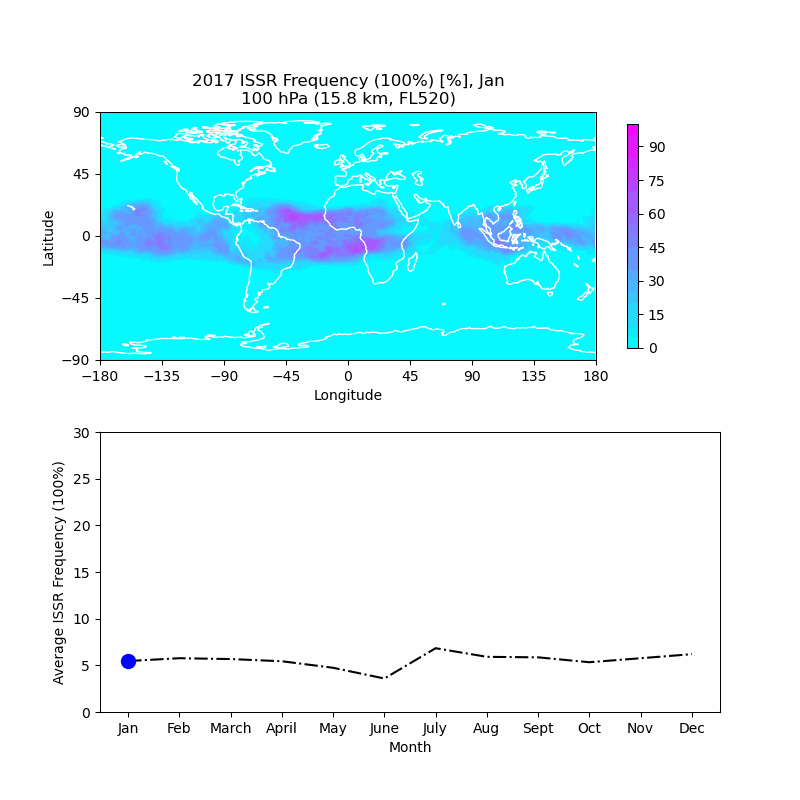 2017 ISSR Frequency (100%) [%], Jan
100 hPa (15.8 km, FL520)
90
45
0
−45
−90
Latitude
−180 −135 −90 −45 0 45 90 135 180
Longitude
90
75
60
45
30
15
0
30
25
20
15
10
5
0
Average ISSR Frequency (100%)
Jan Feb March April May June July Aug Sept Oct Nov Dec
Month